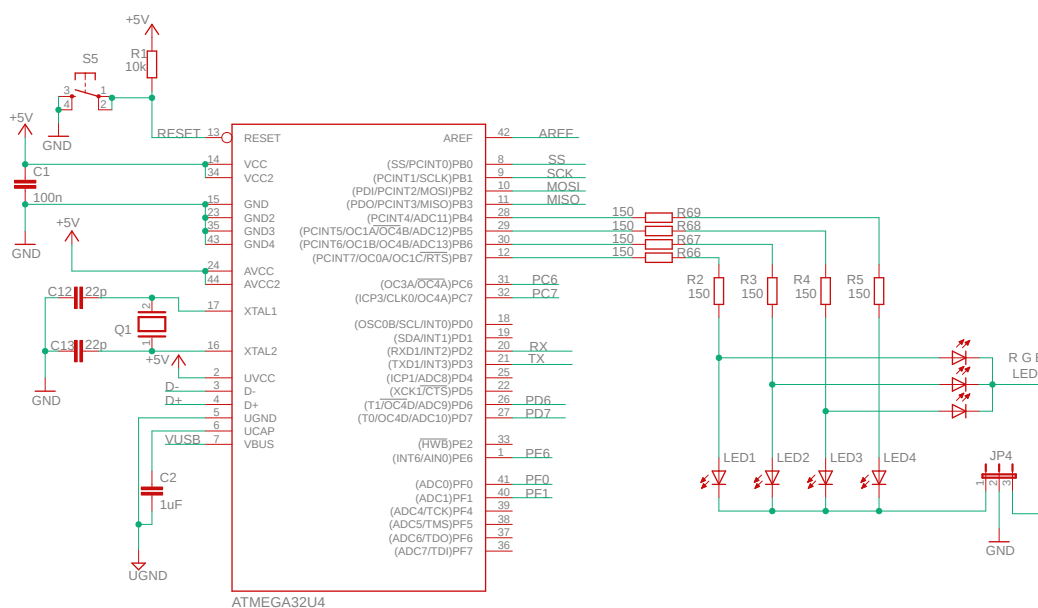 +5V
R1
10k
S5
3 1
4 2
GND
+5V
C1
100n
GND
+5V
C12 22p
Q1
2
1
C13 22p
+5V
GND
D-
D+
VUSB
C2
1uF
UGND
RESET 13 RESET
14 VCC
34 VCC2
15 GND
23 GND2
35 GND3
43 GND4
24 AVCC
44 AVCC2
17 XTAL1
16 XTAL2
2 UVCC
3 D-
4 D+
5 UGND
6 UCAP
7 VBUS
AREF 42 AREF
(SS/PCINT0)PB0 8 SS
(PCINT1/SCLK)PB1 9 SCK
(PDI/PCINT2/MOSI)PB2 10 MOSI
(PDO/PCINT3/MISO)PB3 11 MISO
(PCINT4/ADC11)PB4 28 150 R69
(PCINT5/OC1A/OC4B/ADC12)PB5 29 150 R68
(PCINT6/OC1B/OC4B/ADC13)PB6 30 150 R67
(PCINT7/OC0A/OC1C/RTS)PB7 12 150 R66
(OC3A/OC4A)PC6 31 PC6
(ICP3/CLK0/OC4A)PC7 32 PC7
(OSC0B/SCL/INT0)PD0 18
(SDA/INT1)PD1 19
(RXD1/INT2)PD2 20 RX
(TXD1/INT3)PD3 21 TX
(ICP1/ADC8)PD4 25
(XCK1/CTS)PD5 22
(T1/OC4D/ADC9)PD6 26 PD6
(T0/OC4D/ADC10)PD7 27 PD7
(HWB)PE2 33
(INT6/AIN0)PE6 1 PF6
(ADC0)PF0 41 PF0
(ADC1)PF1 40 PF1
(ADC4/TCK)PF4 39
(ADC5/TMS)PF5 38
(ADC6/TDO)PF6 37
(ADC7/TDI)PF7 36
ATMEGA32U4
R2 R3 R4 R5
150 150 150 150
R G
LED
LED1 LED2 LED3 LED4
JP4
1 2 3
GND